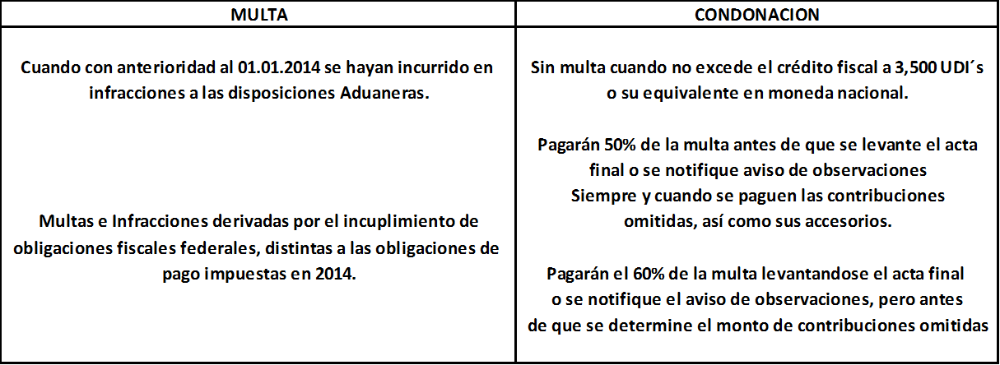 MULTA
CONDONACION
Cuando con anterioridad al 01.01.2014 se hayan incurrido en
infracciones a las disposiciones Aduaneras.
Sin multa cuando no excede el crédito fiscal a 3,500 UDI´s
o su equivalente en moneda nacional.
Multas e Infracciones derivadas por el incuplimiento de
obligaciones fiscales federales, distintas a las obligaciones de
pago impuestas en 2014.
Pagarán 50% de la multa antes de que se levante el acta
final o se notifique aviso de observaciones
Siempre y cuando se paguen las contribuciones
omitidas, así como sus accesorios.
Pagarán el 60% de la multa levantandose el acta final
o se notifique el aviso de observaciones, pero antes
de que se determine el monto de contribuciones omitidas